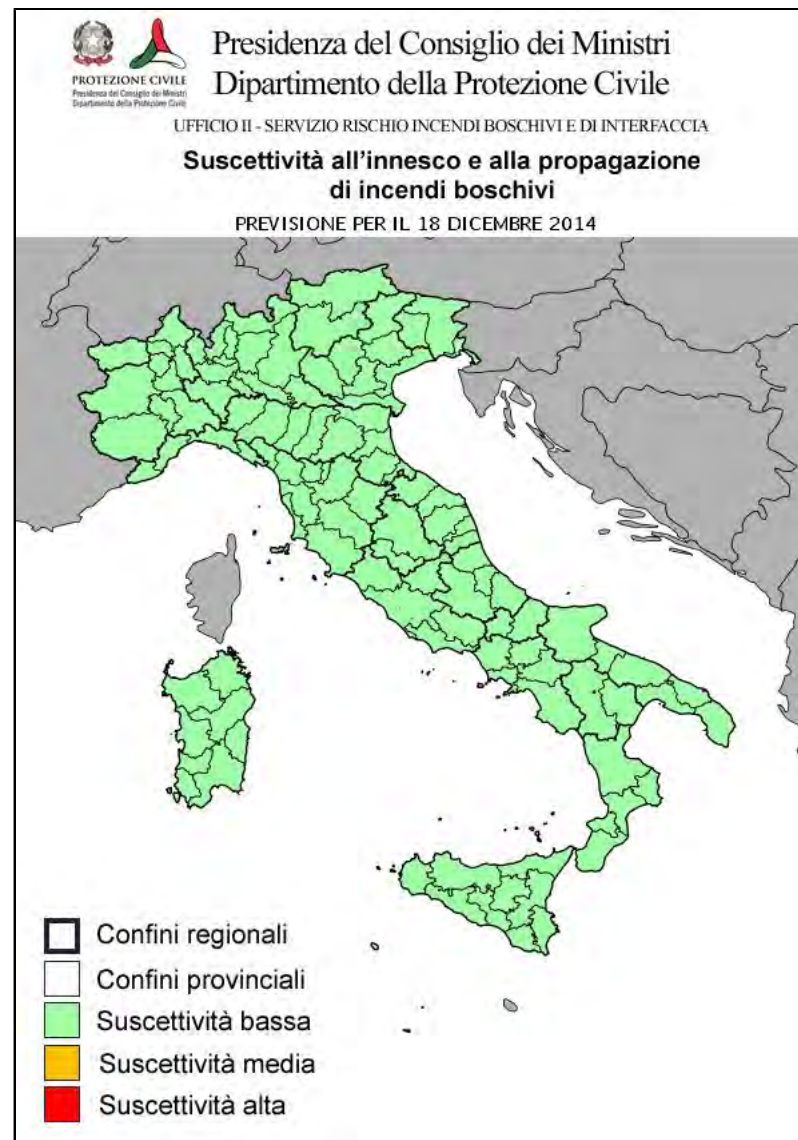 PROTEZIONE CIVILE
Presidenza del Consiglio dei Ministri
Dipartimento della Protezione Civile
Presidenza del Consiglio dei Ministri
Dipartimento della Protezione Civile
UFFICIO II - SERVIZIO RISCHIO INCENDI BOSCHIVI E DI INTERFACCIA
Suscettività all'innesco e alla propagazione
di incendi boschivi
PREVISIONE PER IL 18 DICEMBRE 2014
Confini regionali
Confini provinciali
Suscettività bassa
Suscettività media
Suscettività alta